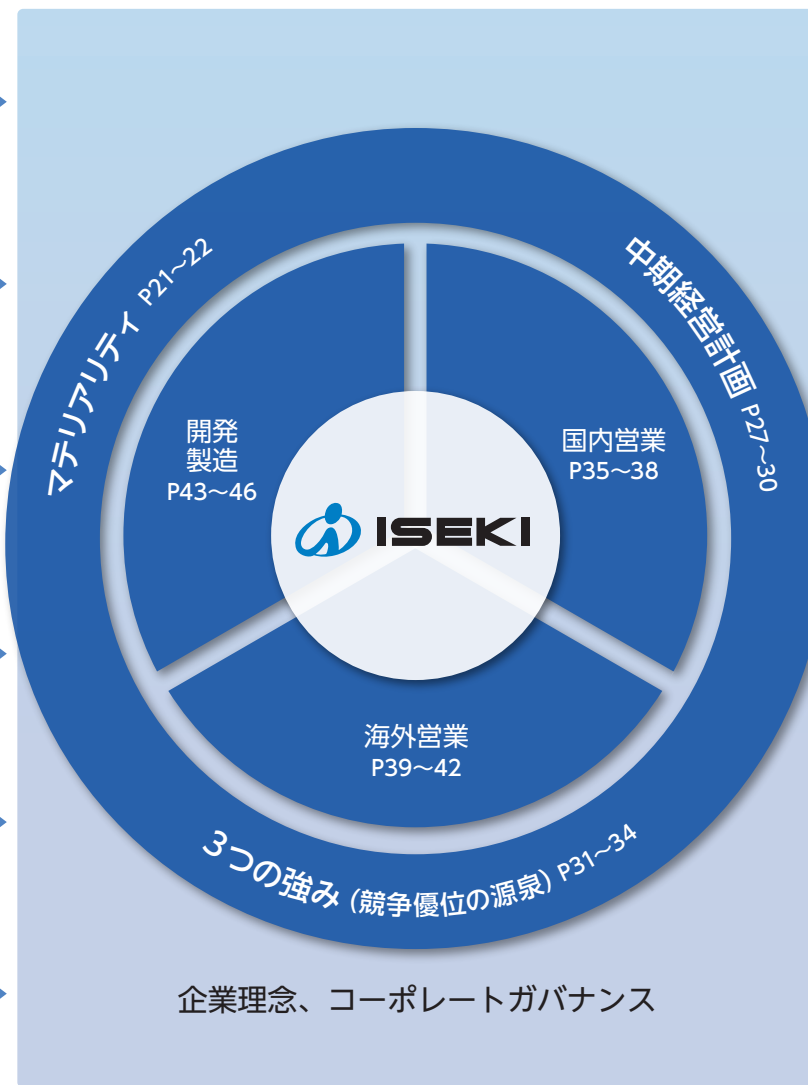 マテリアリティ P21～22
中期経営計画 P27～30
開発
製造
P43～46
国内営業
P35～38
ISEKI
海外営業
P39～42
3つの強み（競争優位の源泉） P31～34
企業理念、コーポレートガバナンス